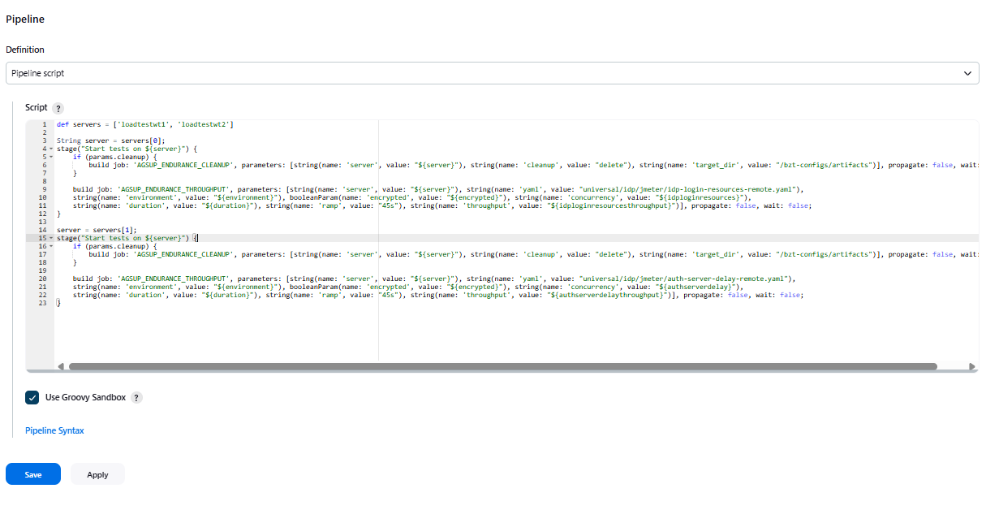 Pipeline
Definition
Pipeline script
Script ?
1 def servers = ['loadtestwt1', 'loadtestwt2']
2
3 String server = servers[0];
4 stage("Start tests on ${server}") {
5 if (params.cleanup) {
6 build job: 'AGSUP_ENDURANCE_CLEANUP', parameters: [string(name: 'server', value: "${server}"), string(name: 'cleanup', value: "delete"), string(name: 'target_dir', value: "/bzt-configs/artifacts")], propagate: false, wait:
7 }
8
9 build job: 'AGSUP_ENDURANCE_THROUGHPUT', parameters: [string(name: 'server', value: "${server}"), string(name: 'yaml', value: "universal/idp/jmeter/idp-login-resources-remote.yaml"),
10 string(name: 'environment', value: "${environment}"), booleanParam(name: 'encrypted', value: "${encrypted}"), string(name: 'concurrency', value: "${idploginresources}"),
11 string(name: 'duration', value: "${duration}"), string(name: 'ramp', value: "45s"), string(name: 'throughput', value: "${idploginresourcesthroughput}")], propagate: false, wait: false;
12 }
13
14 server = servers[1];
15 stage("Start tests on ${server}") {
16 if (params.cleanup) {
17 build job: 'AGSUP_ENDURANCE_CLEANUP', parameters: [string(name: 'server', value: "${server}"), string(name: 'cleanup', value: "delete"), string(name: 'target_dir', value: "/bzt-configs/artifacts")], propagate: false, wait:
18 }
19
20 build job: 'AGSUP_ENDURANCE_THROUGHPUT', parameters: [string(name: 'server', value: "${server}"), string(name: 'yaml', value: "universal/idp/jmeter/auth-server-delay-remote.yaml"),
21 string(name: 'environment', value: "${environment}"), booleanParam(name: 'encrypted', value: "${encrypted}"), string(name: 'concurrency', value: "${authserverdelay}"),
22 string(name: 'duration', value: "${duration}"), string(name: 'ramp', value: "45s"), string(name: 'throughput', value: "${authserverdelaythroughput}")], propagate: false, wait: false;
23 }
Use Groovy Sandbox ?
Pipeline Syntax
Save Apply